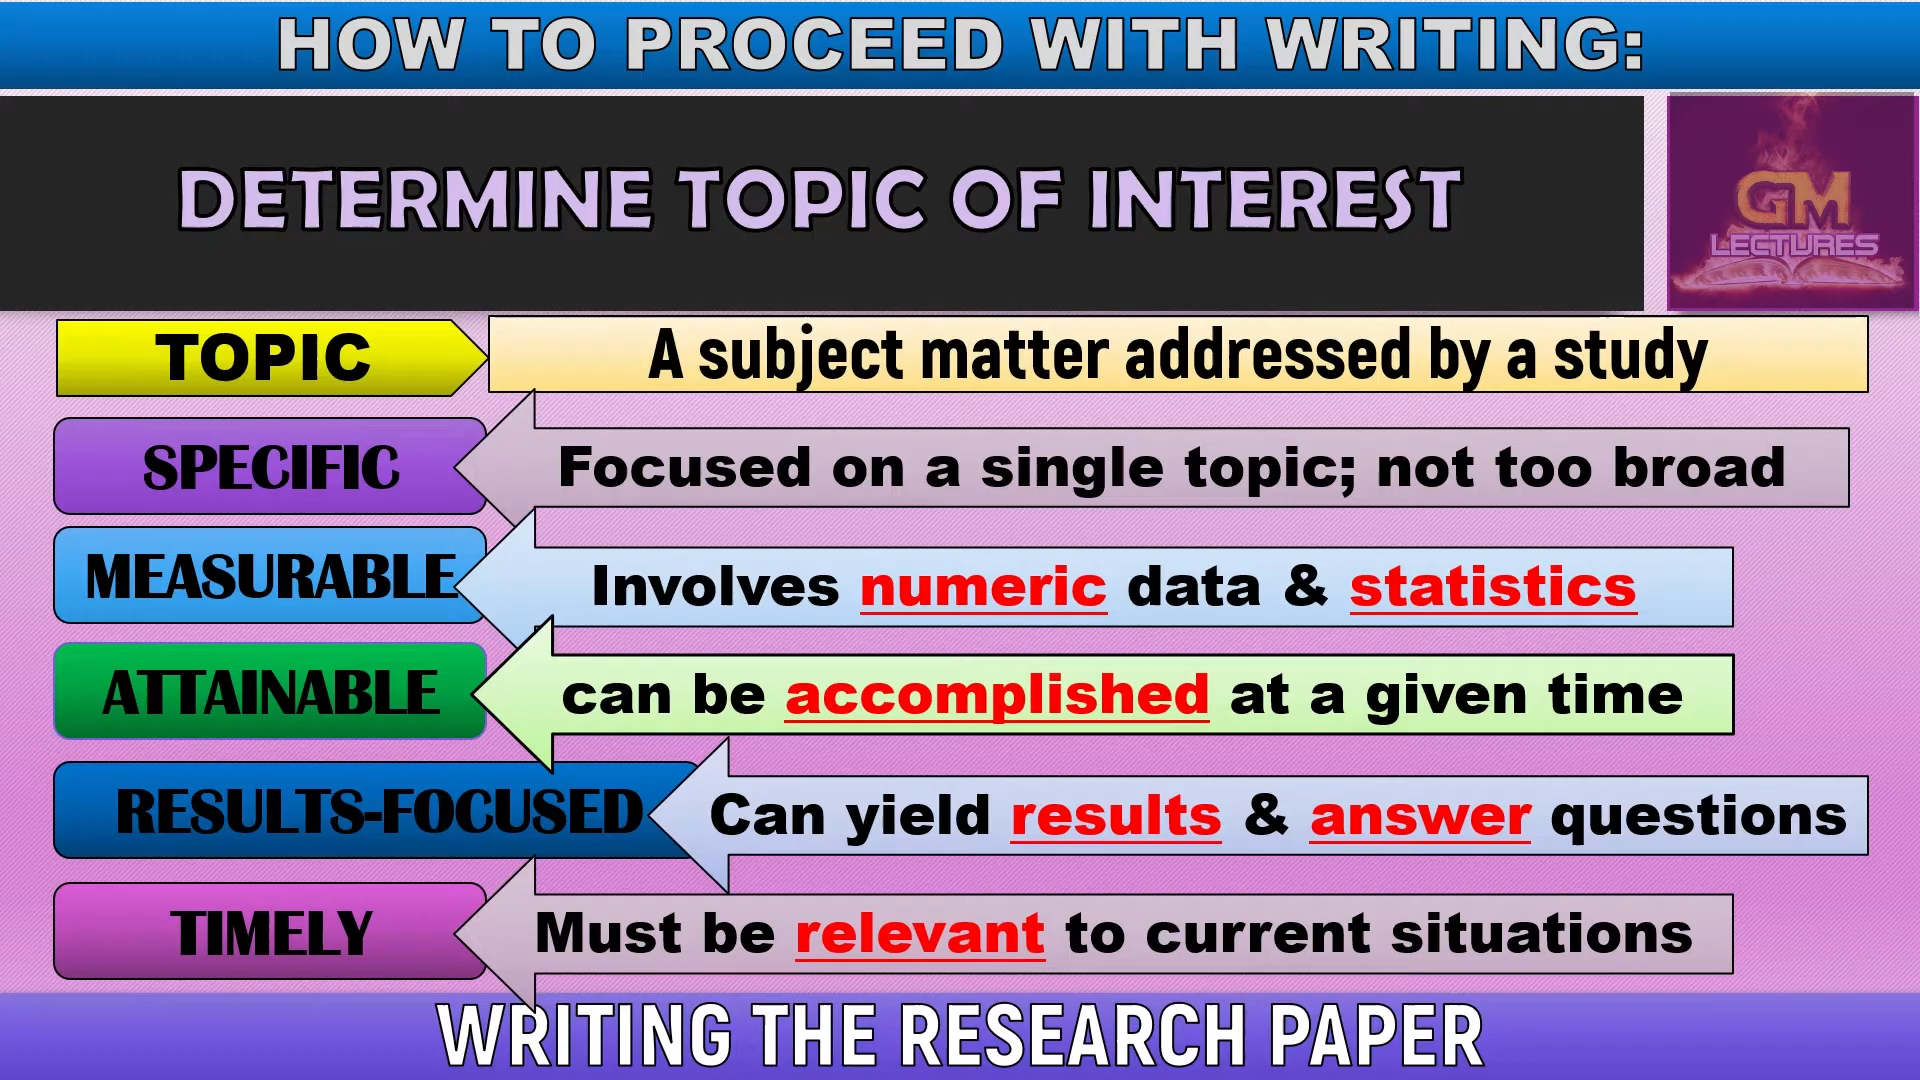 HOW TO PROCEED WITH WRITING:
DETERMINE TOPIC OF INTEREST
GM
LECTURES
TOPIC
A subject matter addressed by a study
SPECIFIC
Focused on a single topic; not too broad
MEASURABLE
Involves numeric data & statistics
ATTAINABLE
can be accomplished at a given time
RESULTS-FOCUSED
Can yield results & answer questions
TIMELY
Must be relevant to current situations
WRITING THE RESEARCH PAPER